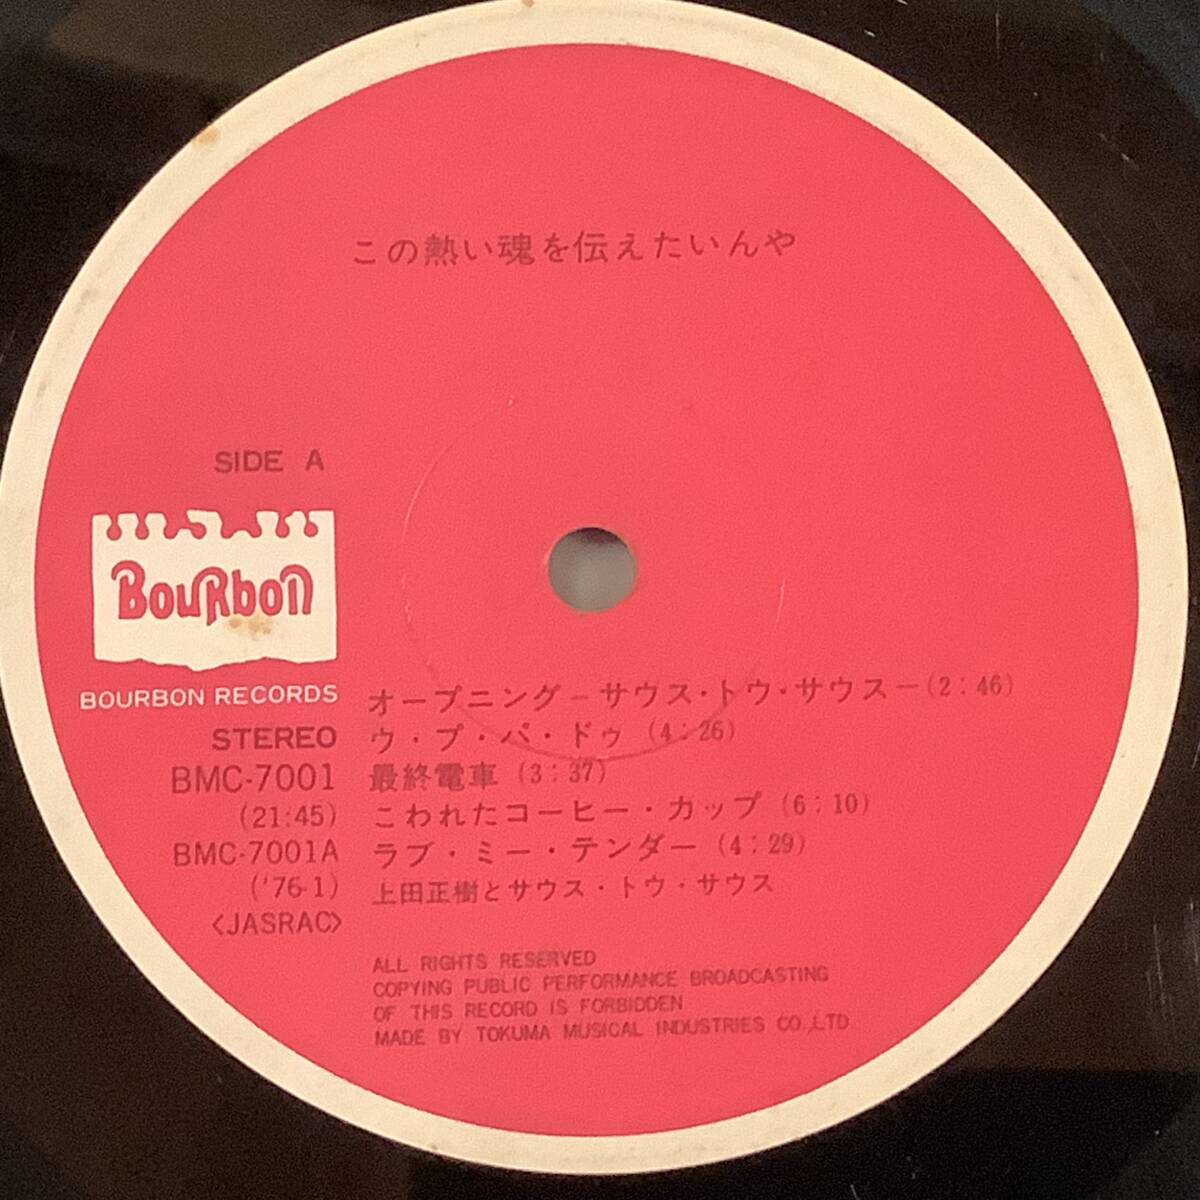 この熱い魂を伝えたいんや
SIDE A
BouRbon
BOURBON RECORDS
STEREO
BMC-7001
(21:45)
BMC-7001A
('76-1)
〈JASRAC〉
オープニング－サウス・トウ・サウス－(2:46)
ウ・プ・パ・ドゥ (4:26)
最終電車 (3:37)
こわれたコーヒー・カップ (6:10)
ラブ・ミー・テンダー (4:29)
上田正樹とサウス・トウ・サウス
ALL RIGHTS RESERVED
COPYING PUBLIC PERFORMANCE BROADCASTING
OF THIS RECORD IS FORBIDDEN
MADE BY TOKUMA MUSICAL INDUSTRIES CO.,LTD